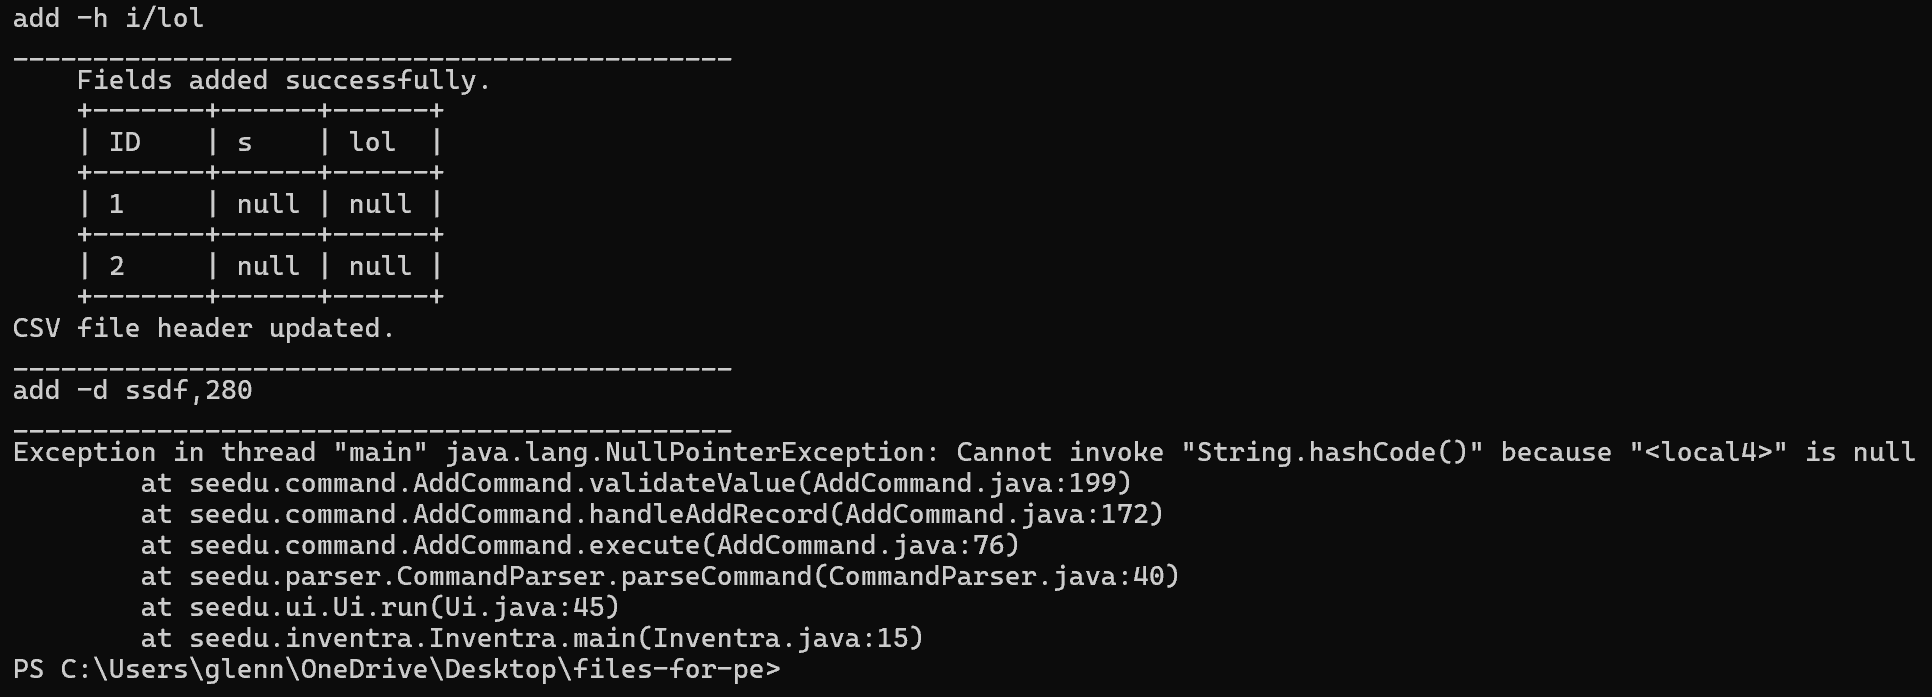 add -h i/lol
_____________________________________________
    Fields added successfully.
    +-------+------+------+
    | ID    | s    | lol  |
    +-------+------+------+
    | 1     | null | null |
    +-------+------+------+
    | 2     | null | null |
    +-------+------+------+
CSV file header updated.
_____________________________________________
add -d ssdf,280
_____________________________________________
Exception in thread "main" java.lang.NullPointerException: Cannot invoke "String.hashCode()" because "<local4>" is null
        at seedu.command.AddCommand.validateValue(AddCommand.java:199)
        at seedu.command.AddCommand.handleAddRecord(AddCommand.java:172)
        at seedu.command.AddCommand.execute(AddCommand.java:76)
        at seedu.parser.CommandParser.parseCommand(CommandParser.java:40)
        at seedu.ui.Ui.run(Ui.java:45)
        at seedu.inventra.Inventra.main(Inventra.java:15)
PS C:\Users\glenn\OneDrive\Desktop\files-for-pe>